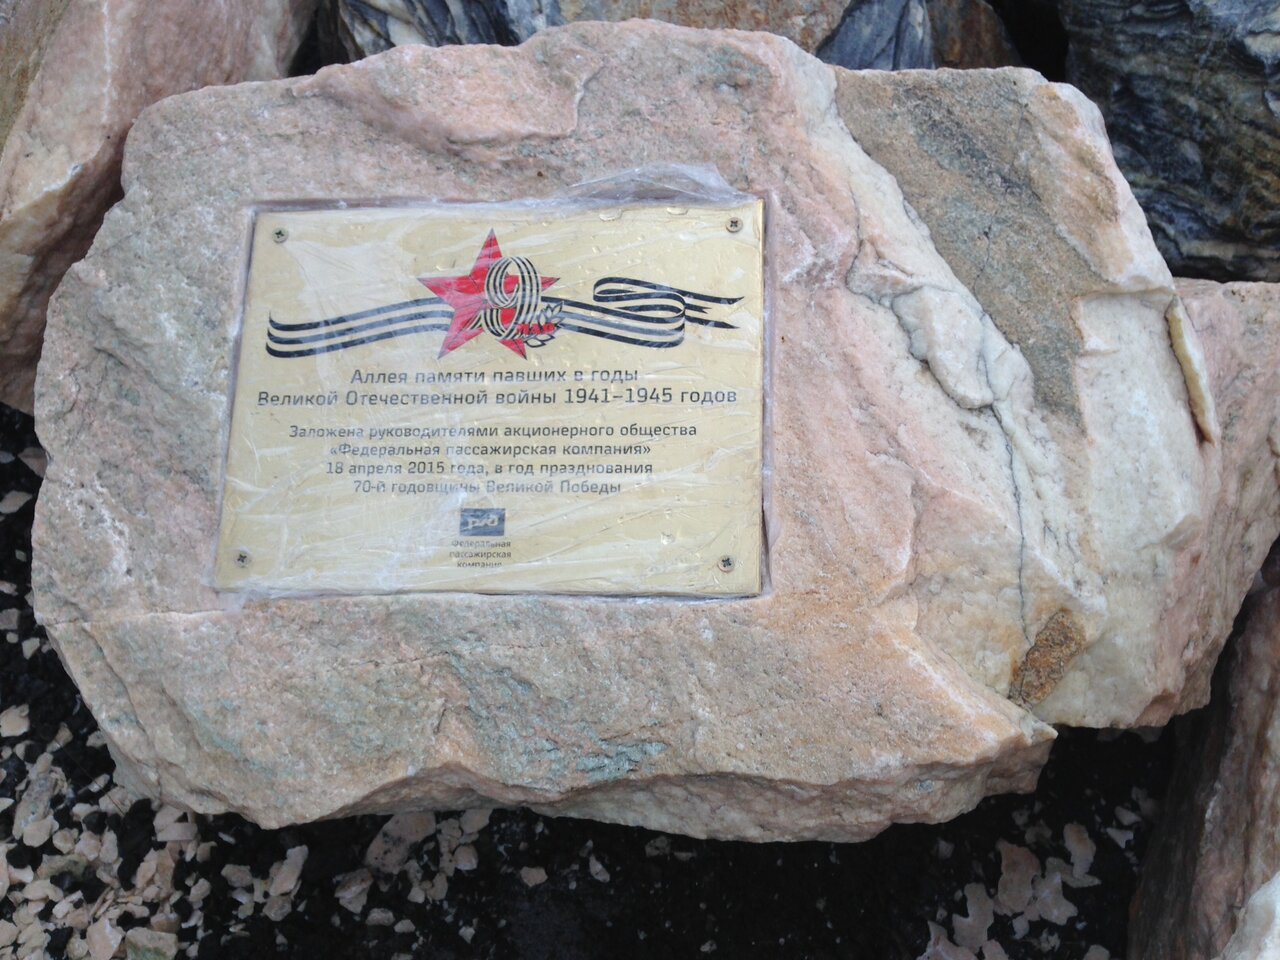 9
МАЯ
Аллея памяти павших в годы
Великой Отечественной войны 1941–1945 годов
Заложена руководителями акционерного общества
«Федеральная пассажирская компания»
18 апреля 2015 года, в год празднования
70-й годовщины Великой Победы
РЖД
Федеральная
пассажирская
компания